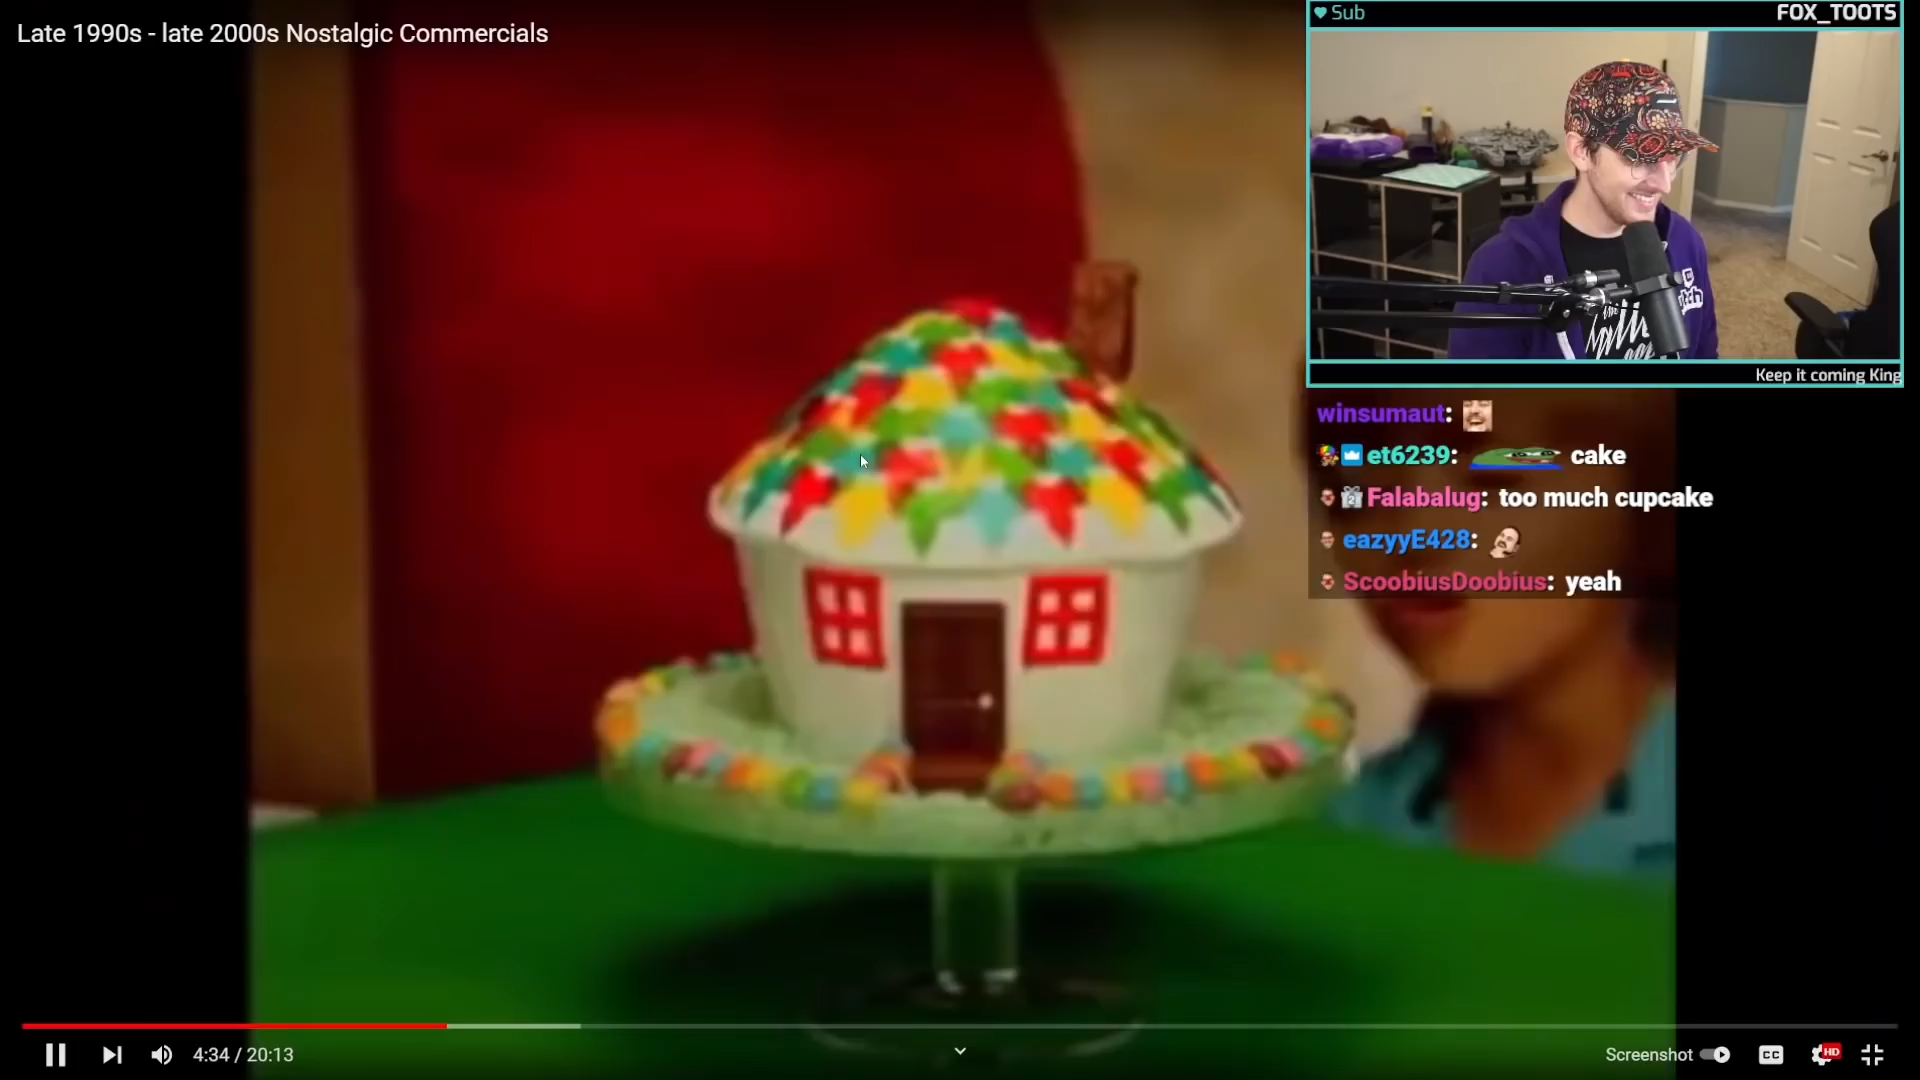 Late 1990s - late 2000s Nostalgic Commercials
Sub
FOX_TOOTS
Keep it coming King
winsumaut:
et6239: cake
Falabalug: too much cupcake
eazyyE428:
ScoobiusDoobius: yeah
4:34 / 20:13
Screenshot
CC
HD